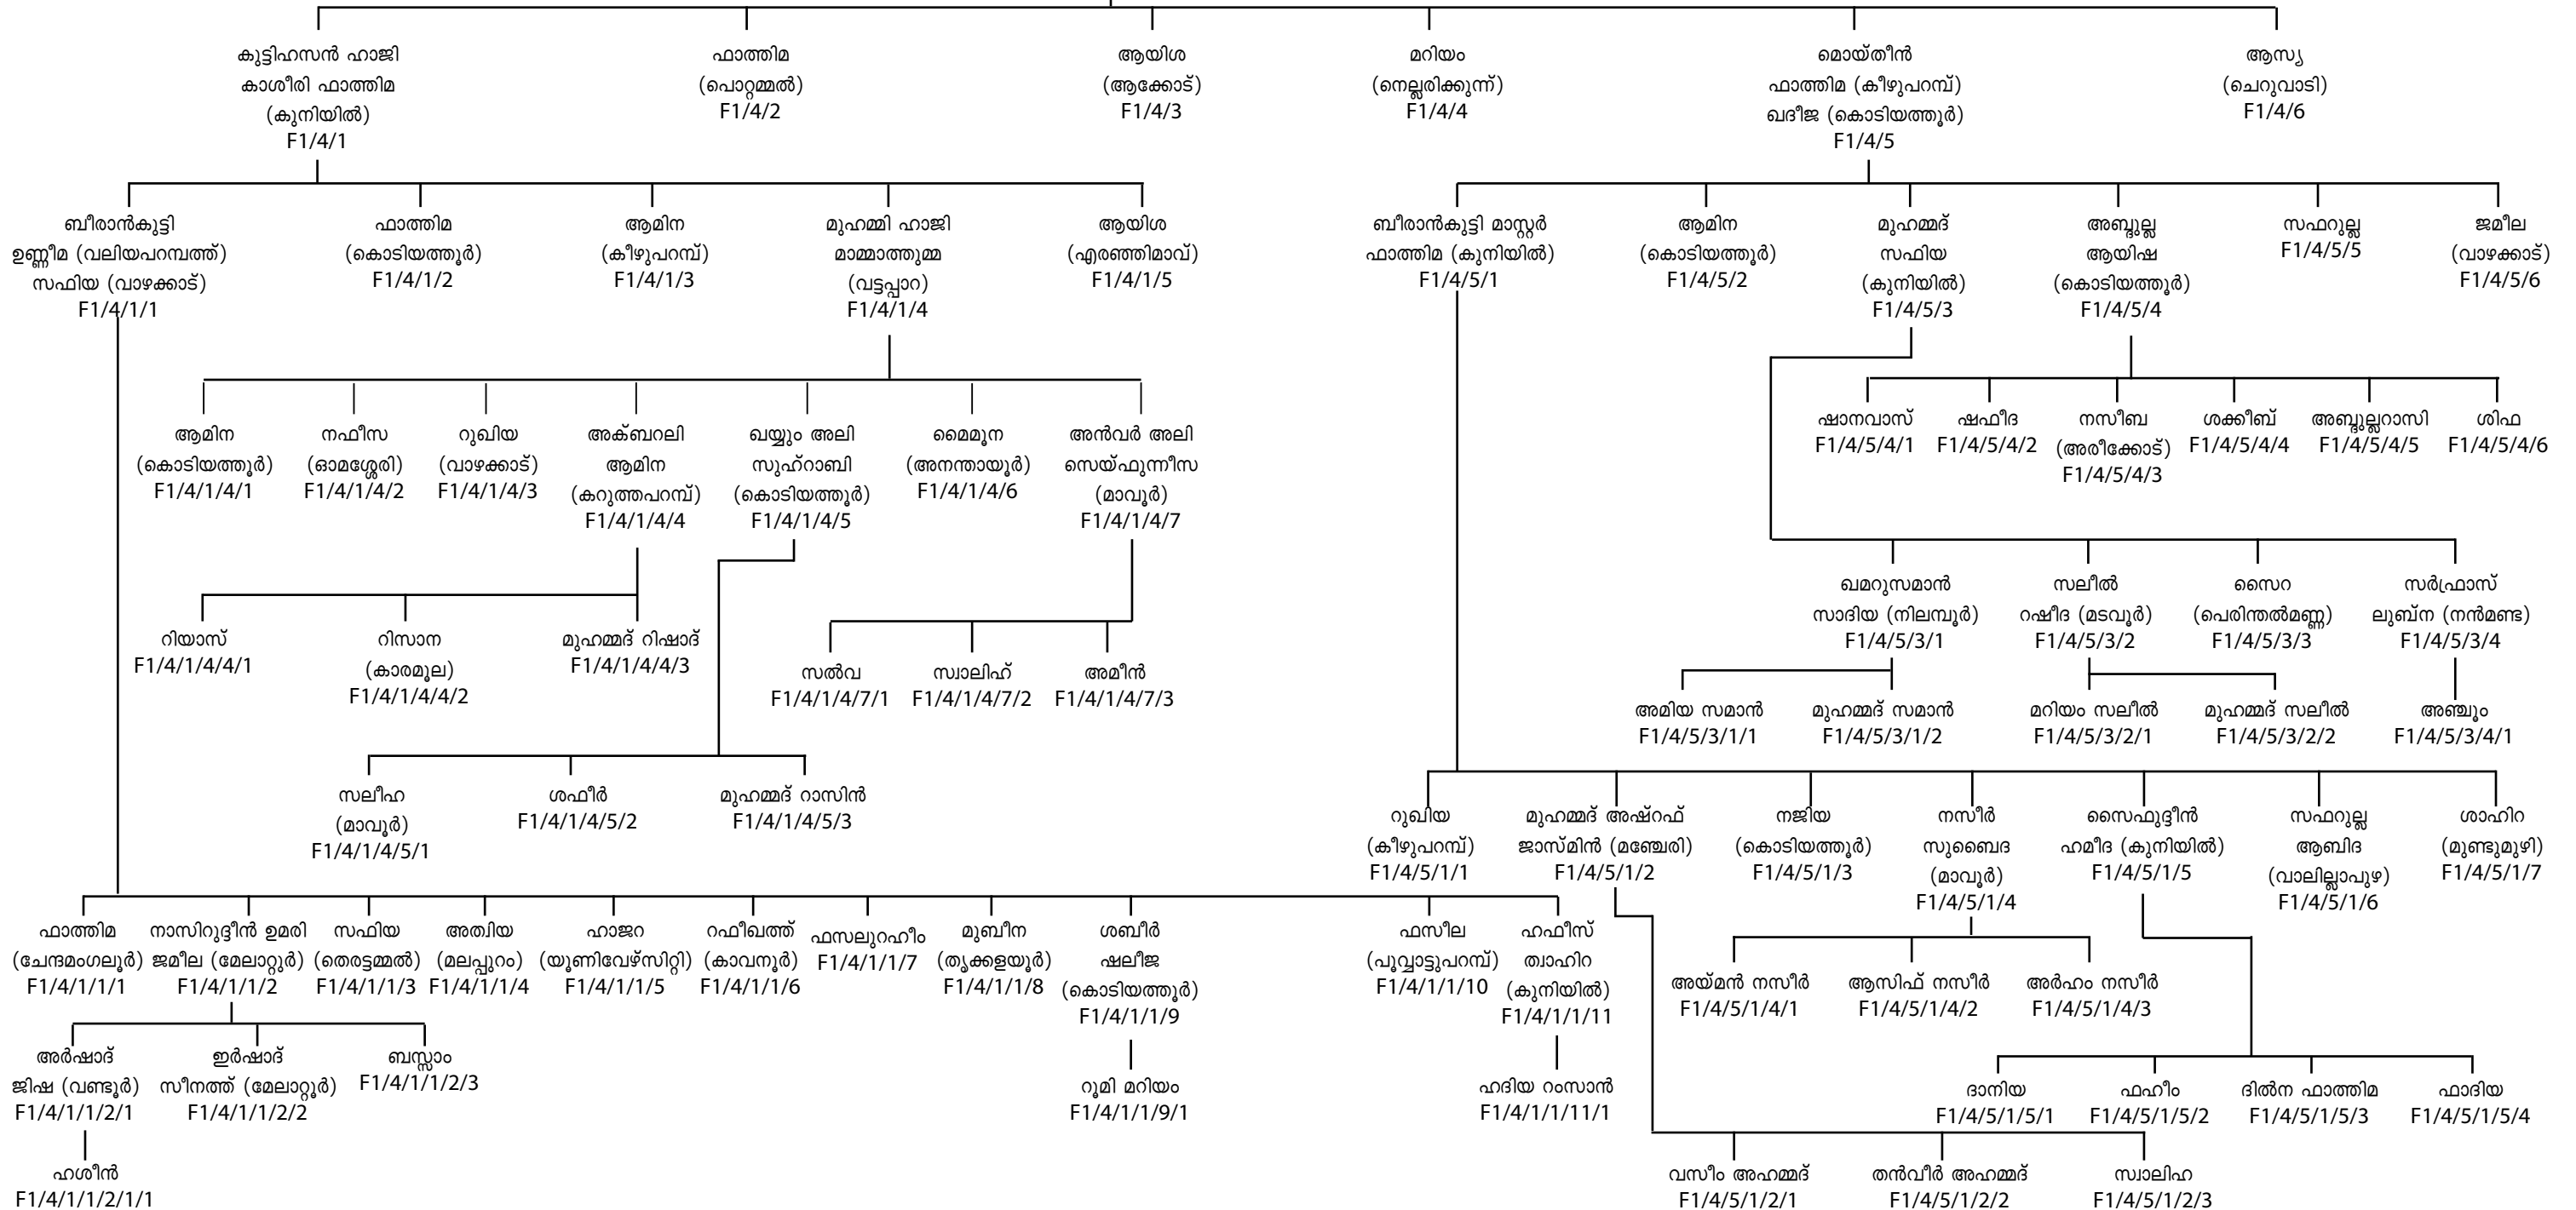 കുട്ടിഹസൻ ഹാജി
കാശീരി ഫാത്തിമ
(കുനിയിൽ)
F1/4/1
ഫാത്തിമ
(പൊറ്റമ്മൽ)
F1/4/2
ആയിശ
(ആക്കോട്)
F1/4/3
മറിയം
(നെല്ലരിക്കുന്ന്)
F1/4/4
മൊയ്തീൻ
ഫാത്തിമ (കീഴുപറമ്പ്)
ഖദീജ (കൊടിയത്തൂർ)
F1/4/5
ആസ്യ
(ചെറുവാടി)
F1/4/6
ബീരാൻകുട്ടി
ഉണ്ണീമ (വലിയപറമ്പത്ത്)
സഫിയ (വാഴക്കാട്)
F1/4/1/1
ഫാത്തിമ
(കൊടിയത്തൂർ)
F1/4/1/2
ആമിന
(കീഴുപറമ്പ്)
F1/4/1/3
മുഹമ്മി ഹാജി
മാമ്മാത്തുമ്മ
(വട്ടപ്പാറ)
F1/4/1/4
ആയിശ
(എരഞ്ഞിമാവ്)
F1/4/1/5
ബീരാൻകുട്ടി മാസ്റ്റർ
ഫാത്തിമ (കുനിയിൽ)
F1/4/5/1
ആമിന
(കൊടിയത്തൂർ)
F1/4/5/2
മുഹമ്മദ്
സഫിയ
(കുനിയിൽ)
F1/4/5/3
അബ്ദുല്ല
ആയിഷ
(കൊടിയത്തൂർ)
F1/4/5/4
സഫറുല്ല
F1/4/5/5
ജമീല
(വാഴക്കാട്)
F1/4/5/6
ആമിന
(കൊടിയത്തൂർ)
F1/4/1/4/1
നഫീസ
(ഓമശ്ശേരി)
F1/4/1/4/2
റുഖിയ
(വാഴക്കാട്)
F1/4/1/4/3
അക്ബറലി
ആമിന
(കറുത്തപറമ്പ്)
F1/4/1/4/4
ഖയ്യും അലി
സുഹ്റാബി
(കൊടിയത്തൂർ)
F1/4/1/4/5
മൈമൂന
(അനന്തായൂർ)
F1/4/1/4/6
അൻവർ അലി
സെയ്ഫുന്നീസ
(മാവൂർ)
F1/4/1/4/7
ഷാനവാസ്
F1/4/5/4/1
ഷഫീദ
F1/4/5/4/2
നസീബ
(അരീക്കോട്)
F1/4/5/4/3
ശക്കീബ്
F1/4/5/4/4
അബ്ദുല്ലറാസി
F1/4/5/4/5
ശിഫ
F1/4/5/4/6
റിയാസ്
F1/4/1/4/4/1
റിസാന
(കാരമൂല)
F1/4/1/4/4/2
മുഹമ്മദ് റിഷാദ്
F1/4/1/4/4/3
സൽവ
F1/4/1/4/7/1
സ്വാലിഹ്
F1/4/1/4/7/2
അമീൻ
F1/4/1/4/7/3
ഖമറുസമാൻ
സാദിയ (നിലമ്പൂർ)
F1/4/5/3/1
സലീൽ
റഷീദ (മടവൂർ)
F1/4/5/3/2
സൈറ
(പെരിന്തൽമണ്ണ)
F1/4/5/3/3
സർഫ്രാസ്
ലുബ്ന (നൻമണ്ട)
F1/4/5/3/4
അമിയ സമാൻ
F1/4/5/3/1/1
മുഹമ്മദ് സമാൻ
F1/4/5/3/1/2
മറിയം സലീൽ
F1/4/5/3/2/1
മുഹമ്മദ് സലീൽ
F1/4/5/3/2/2
അഞ്ചൂം
F1/4/5/3/4/1
സലീഹ
(മാവൂർ)
F1/4/1/4/5/1
ശഫീർ
F1/4/1/4/5/2
മുഹമ്മദ് റാസിൻ
F1/4/1/4/5/3
റുഖിയ
(കീഴുപറമ്പ്)
F1/4/5/1/1
മുഹമ്മദ് അഷ്റഫ്
ജാസ്മിൻ (മഞ്ചേരി)
F1/4/5/1/2
നജിയ
(കൊടിയത്തൂർ)
F1/4/5/1/3
നസീർ
സുബൈദ
(മാവൂർ)
F1/4/5/1/4
സൈഫുദ്ദീൻ
ഹമീദ (കുനിയിൽ)
F1/4/5/1/5
സഫറുല്ല
ആബിദ
(വാലില്ലാപുഴ)
F1/4/5/1/6
ശാഹിറ
(മുണ്ടുമുഴി)
F1/4/5/1/7
ഫാത്തിമ
(ചേന്ദമംഗലൂർ)
F1/4/1/1/1
നാസിറുദ്ദീൻ ഉമരി
ജമീല (മേലാറ്റുർ)
F1/4/1/1/2
സഫിയ
(തെരട്ടമ്മൽ)
F1/4/1/1/3
അത്വിയ
(മലപ്പുറം)
F1/4/1/1/4
ഹാജറ
(യൂണിവേഴ്സിറ്റി)
F1/4/1/1/5
റഫീഖത്ത്
(കാവനൂർ)
F1/4/1/1/6
ഫസലുറഹീം
F1/4/1/1/7
മുബീന
(തൃക്കളയൂർ)
F1/4/1/1/8
ശബീർ
ഷലീജ
(കൊടിയത്തൂർ)
F1/4/1/1/9
ഫസീല
(പൂവ്വാട്ടുപറമ്പ്)
F1/4/1/1/10
ഹഫീസ്
ത്വാഹിറ
(കുനിയിൽ)
F1/4/1/1/11
അയ്മൻ നസീർ
F1/4/5/1/4/1
ആസിഫ് നസീർ
F1/4/5/1/4/2
അർഹം നസീർ
F1/4/5/1/4/3
അർഷാദ്
ജിഷ (വണ്ടൂർ)
F1/4/1/1/2/1
ഇർഷാദ്
സീനത്ത് (മേലാറ്റൂർ)
F1/4/1/1/2/2
ബസ്സാം
F1/4/1/1/2/3
റൂമി മറിയം
F1/4/1/1/9/1
ഹദിയ റംസാൻ
F1/4/1/1/11/1
ദാനിയ
F1/4/5/1/5/1
ഫഹീം
F1/4/5/1/5/2
ദിൽന ഫാത്തിമ
F1/4/5/1/5/3
ഫാദിയ
F1/4/5/1/5/4
ഹശീൻ
F1/4/1/1/2/1/1
വസീം അഹമ്മദ്
F1/4/5/1/2/1
തൻവീർ അഹമ്മദ്
F1/4/5/1/2/2
സ്വാലിഹ
F1/4/5/1/2/3